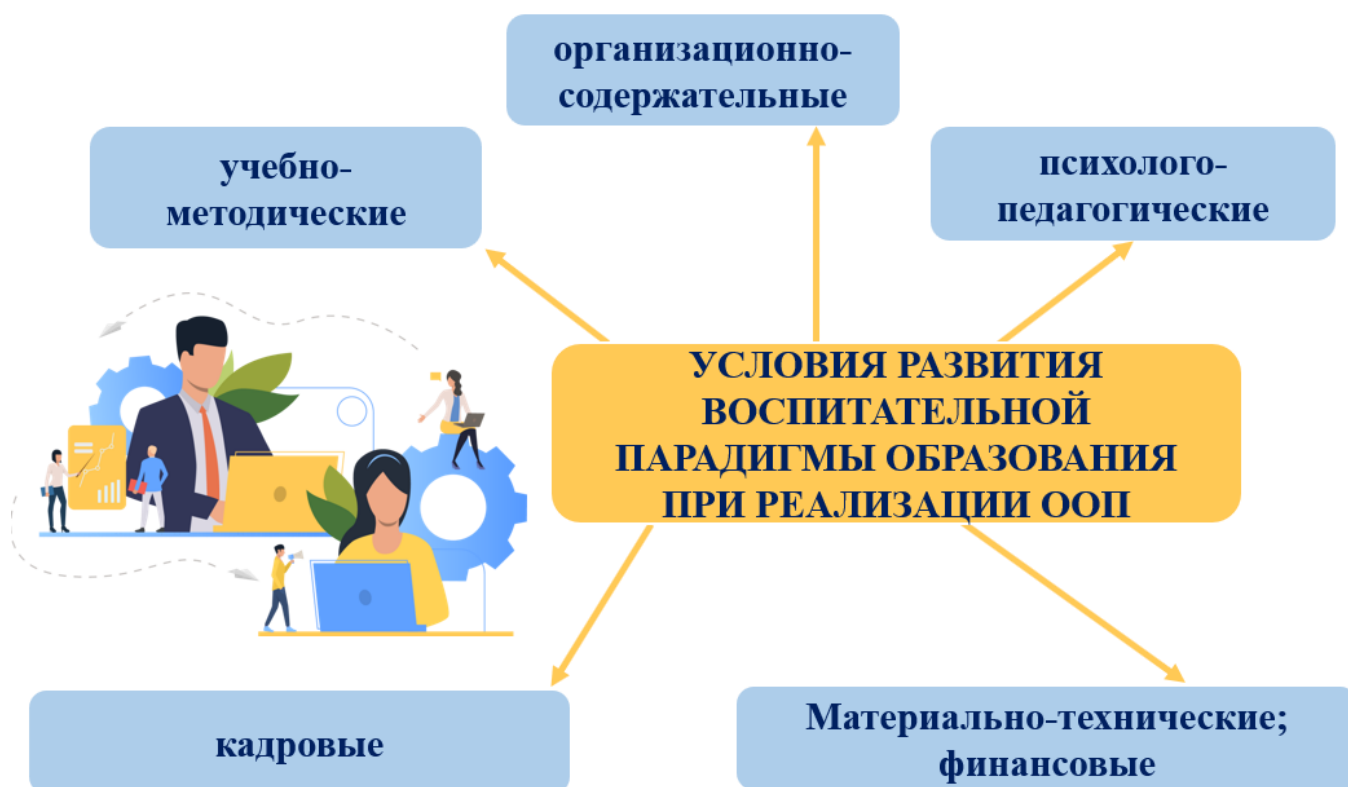 организационно-
содержательные
учебно-
методические
психолого-
педагогические
УСЛОВИЯ РАЗВИТИЯ
ВОСПИТАТЕЛЬНОЙ
ПАРАДИГМЫ ОБРАЗОВАНИЯ
ПРИ РЕАЛИЗАЦИИ ООП
кадровые
Материально-технические;
финансовые